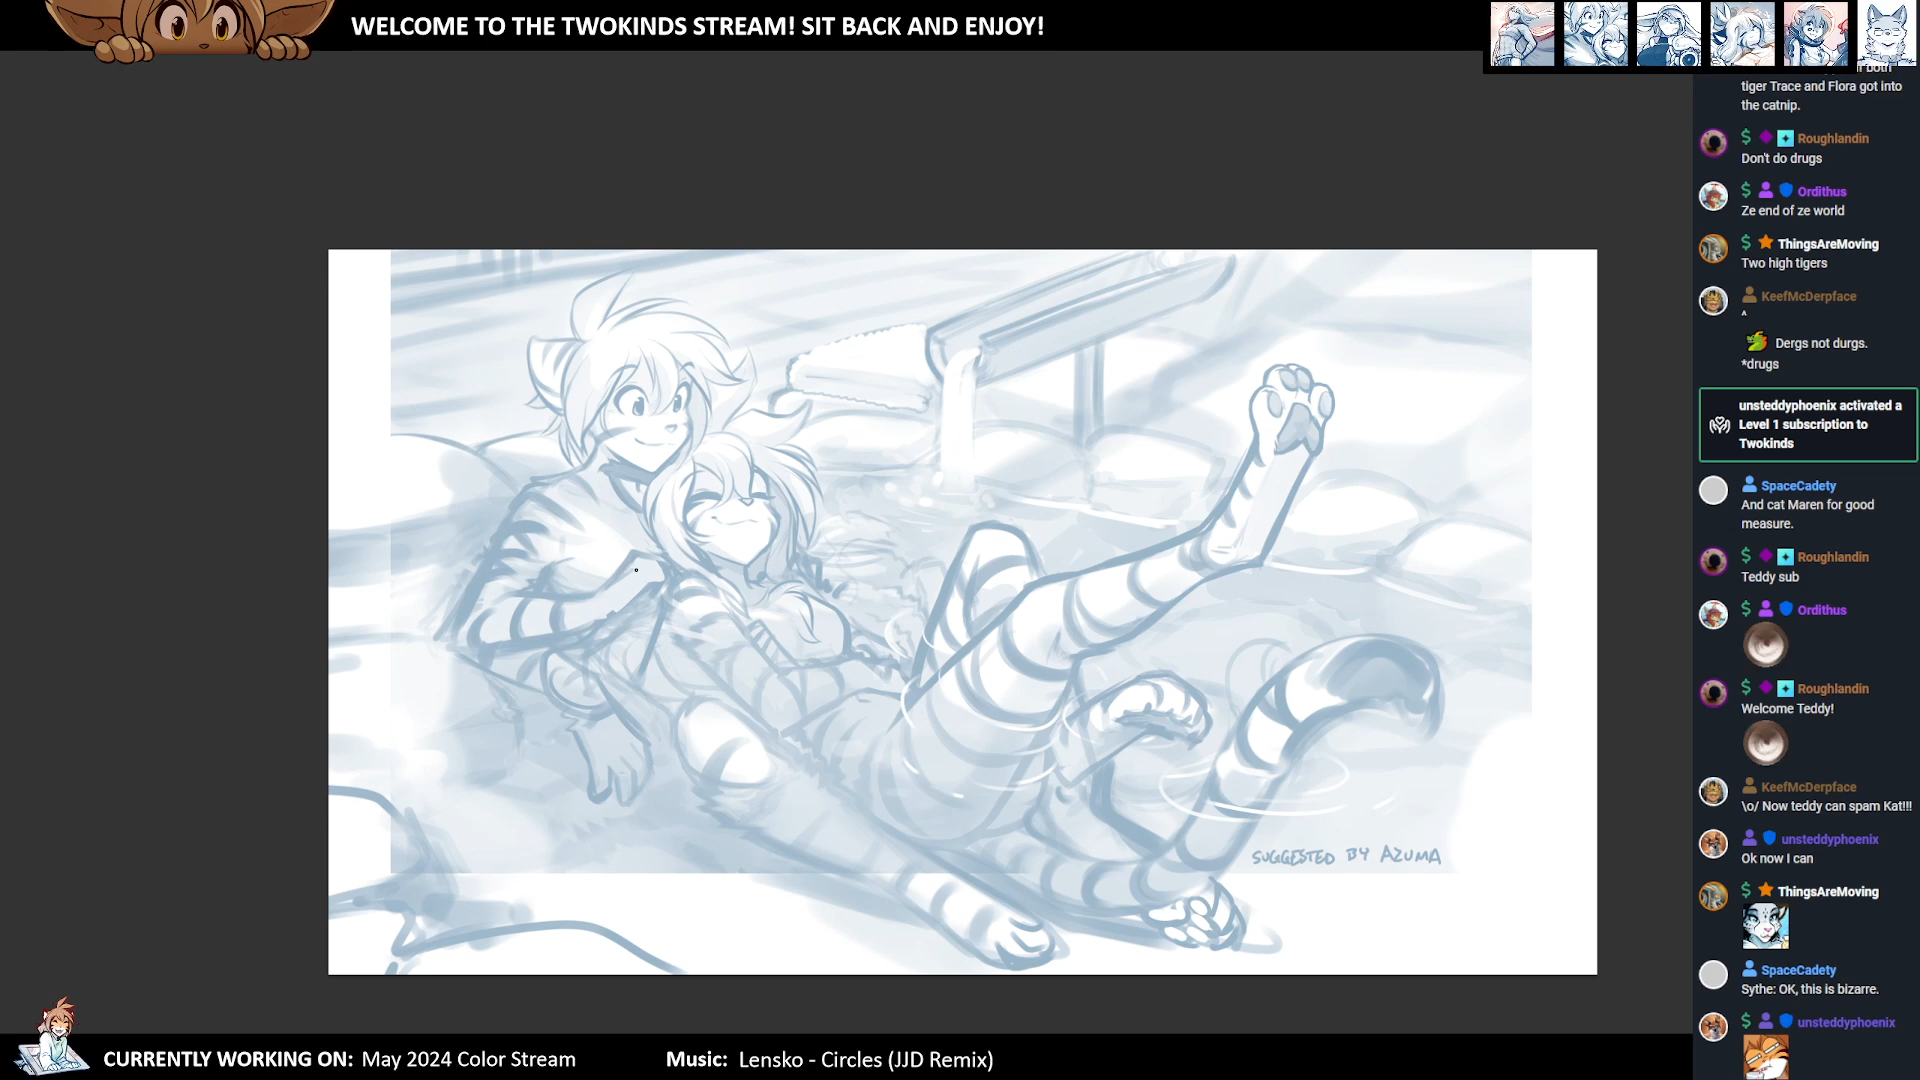 WELCOME TO THE TWOKINDS STREAM! SIT BACK AND ENJOY!
tiger Trace and Flora got into
the catnip.
Roughlandin
Don't do drugs
Ordithus
Ze end of ze world
ThingsAreMoving
Two high tigers
KeefMcDerpface
^
Dergs not durgs.
*drugs
unsteddyphoenix activated a
Level 1 subscription to
Twokinds
SpaceCadety
And cat Maren for good
measure.
Roughlandin
Teddy sub
Ordithus
Roughlandin
Welcome Teddy!
KeefMcDerpface
\o/ Now teddy can spam Kat!!!
unsteddyphoenix
Ok now I can
ThingsAreMoving
SpaceCadety
Sythe: OK, this is bizarre.
unsteddyphoenix
SUGGESTED BY AZUMA
CURRENTLY WORKING ON: May 2024 Color Stream
Music: Lensko - Circles (JJD Remix)